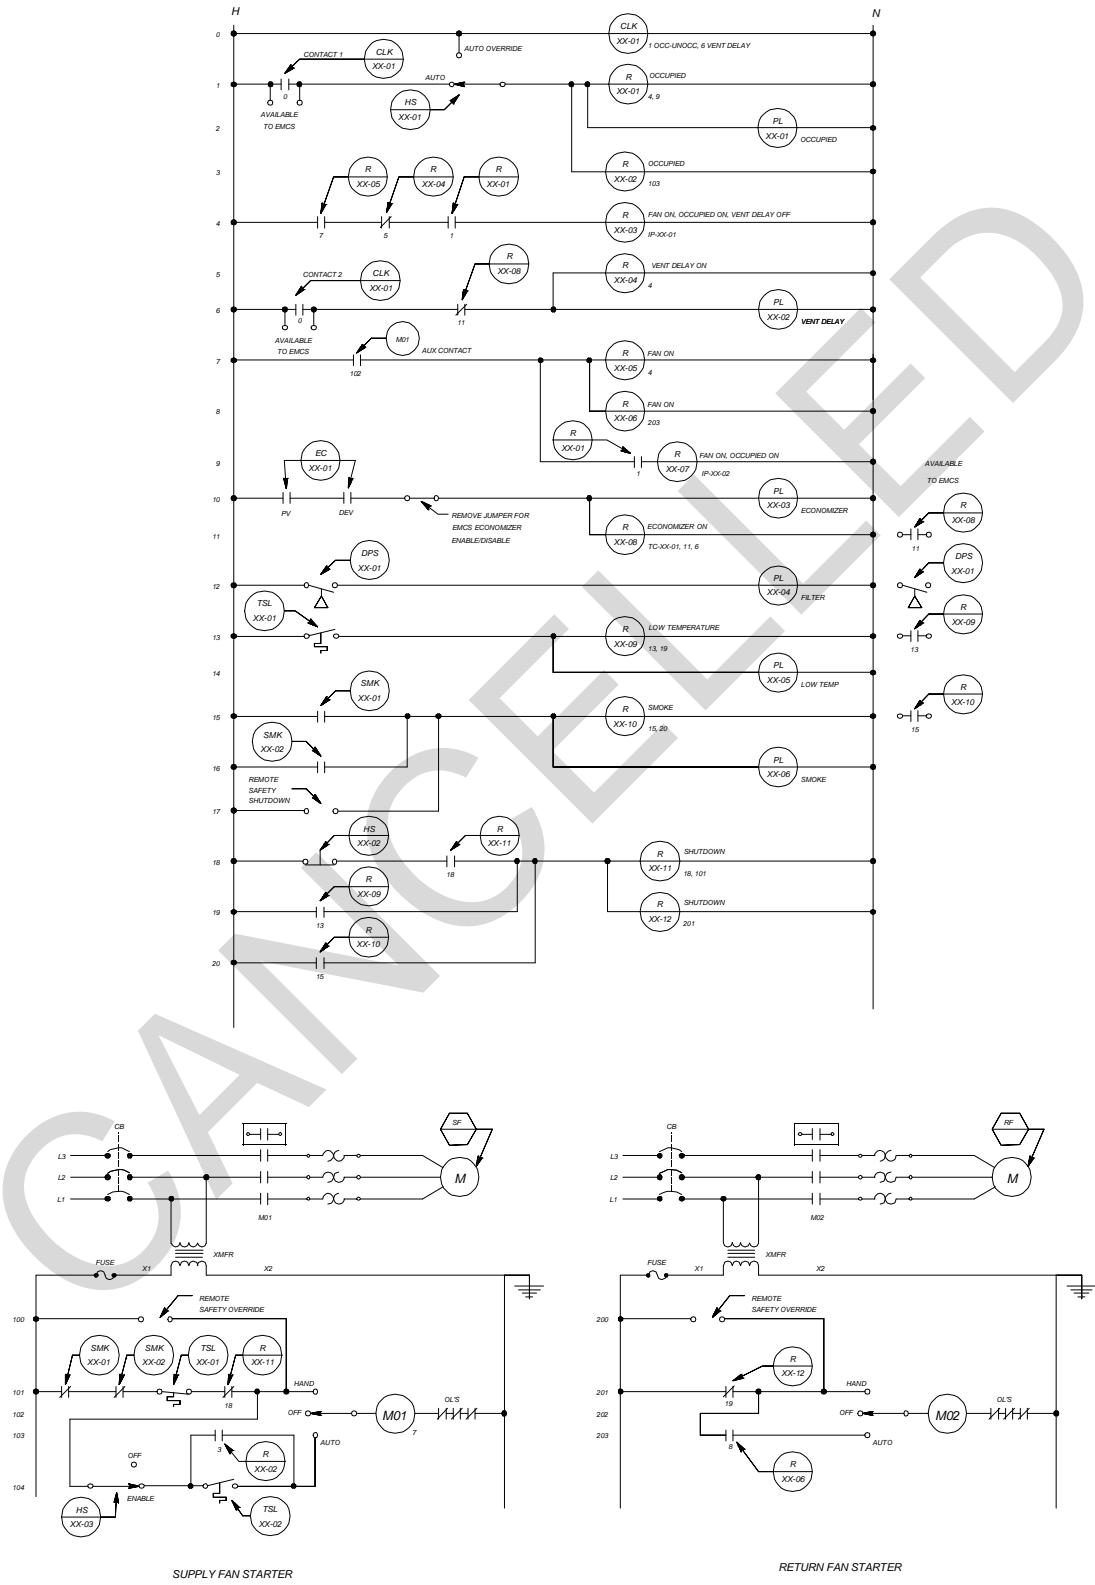 H
N
0
CLK
XX-01
1 OCC-UNOCC, 6 VENT DELAY
AUTO OVERRIDE
CONTACT 1
CLK
XX-01
1
0
AVAILABLE
TO EMCS
AUTO
HS
XX-01
R
XX-01
OCCUPIED
4, 9
2
PL
XX-01
OCCUPIED
3
R
XX-02
OCCUPIED
103
R
XX-05
R
XX-04
R
XX-01
4
7
5
1
R
XX-03
FAN ON, OCCUPIED ON, VENT DELAY OFF
IP-XX-01
5
R
XX-04
VENT DELAY ON
4
CONTACT 2
CLK
XX-01
R
XX-08
6
0
11
AVAILABLE
TO EMCS
PL
XX-02
VENT DELAY
M01
AUX CONTACT
7
102
R
XX-05
FAN ON
4
8
R
XX-06
FAN ON
203
R
XX-01
9
1
R
XX-07
FAN ON, OCCUPIED ON
IP-XX-02
EC
XX-01
10
PV
DEV
REMOVE JUMPER FOR
EMCS ECONOMIZER
ENABLE/DISABLE
PL
XX-03
ECONOMIZER
AVAILABLE
TO EMCS
11
R
XX-08
ECONOMIZER ON
TC-XX-01, 11, 6
R
XX-08
11
12
DPS
XX-01
PL
XX-04
FILTER
DPS
XX-01
TSL
XX-01
13
R
XX-09
LOW TEMPERATURE
13, 19
R
XX-09
13
14
PL
XX-05
LOW TEMP
SMK
XX-01
15
R
XX-10
SMOKE
15, 20
R
XX-10
15
SMK
XX-02
16
PL
XX-06
SMOKE
REMOTE
SAFETY
SHUTDOWN
17
HS
XX-02
R
XX-11
18
18
R
XX-11
SHUTDOWN
18, 101
R
XX-09
19
13
R
XX-12
SHUTDOWN
201
R
XX-10
20
15
CANCELLED
CB
SF
L3
L2
L1
M
M01
XMFR
FUSE
X1
X2
REMOTE
SAFETY OVERRIDE
100
SMK
XX-01
SMK
XX-02
TSL
XX-01
R
XX-11
101
18
HAND
102
OFF
M01
7
OL'S
103
3
R
XX-02
AUTO
OFF
104
ENABLE
HS
XX-03
TSL
XX-02
SUPPLY FAN STARTER
CB
RF
L3
L2
L1
M
M02
XMFR
FUSE
X1
X2
REMOTE
SAFETY OVERRIDE
200
R
XX-12
201
19
HAND
202
OFF
M02
OL'S
203
8
AUTO
R
XX-06
RETURN FAN STARTER